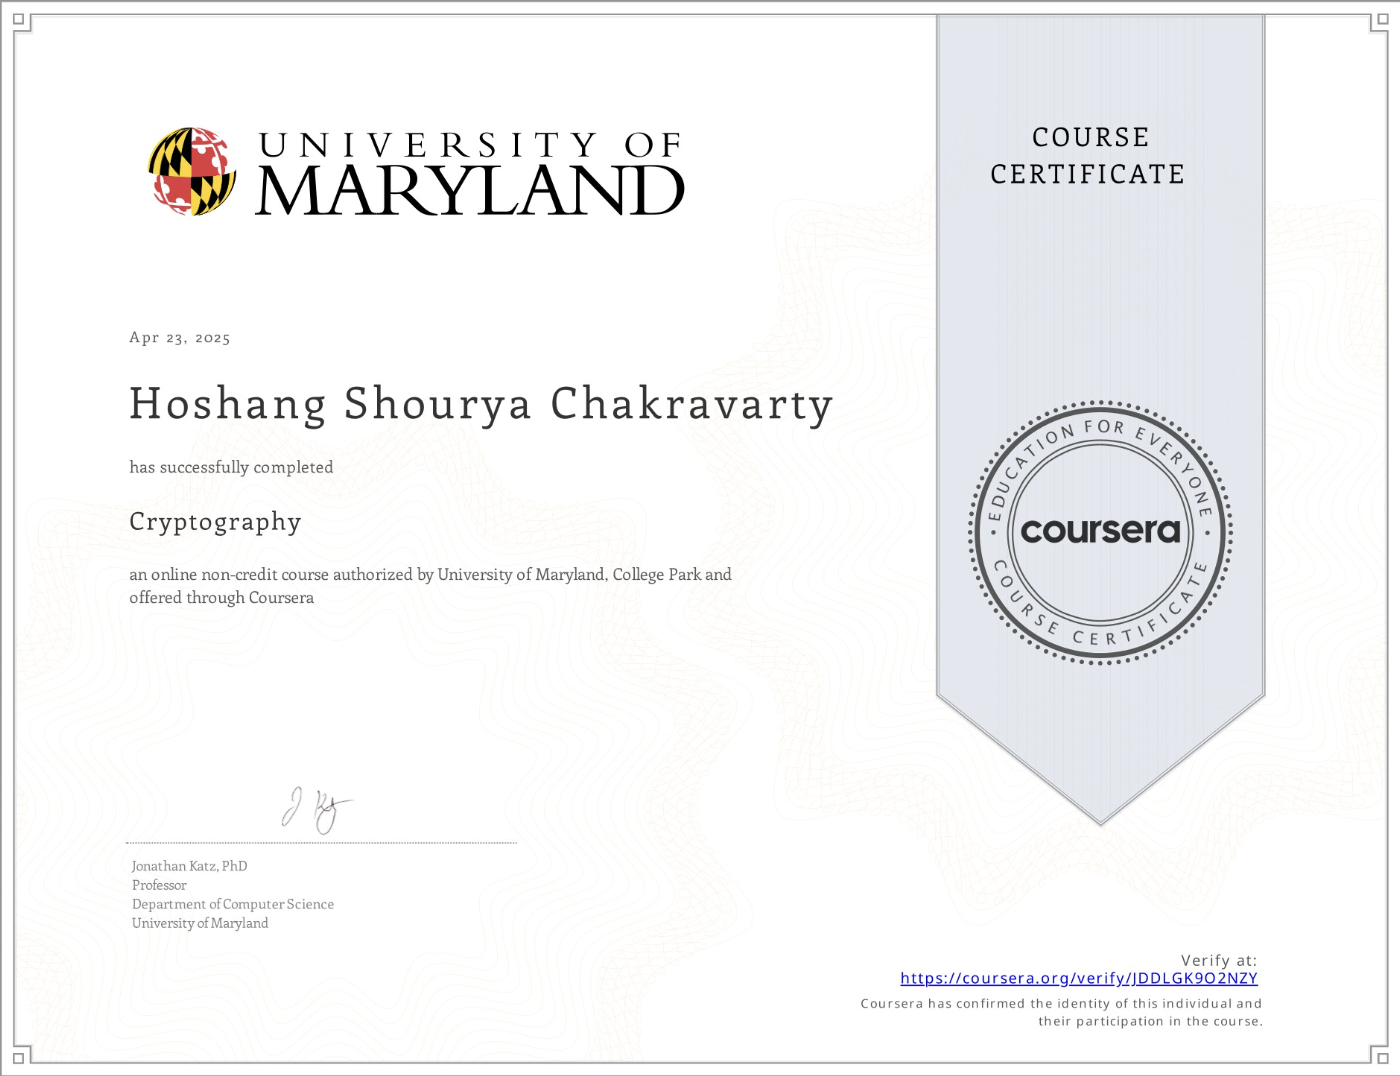 UNIVERSITY OF
MARYLAND
COURSE
CERTIFICATE
Apr 23, 2025
Hoshang Shourya Chakravarty
has successfully completed
Cryptography
an online non-credit course authorized by University of Maryland, College Park and
offered through Coursera
EDUCATION FOR EVERYONE
coursera
COURSE CERTIFICATE
Jonathan Katz, PhD
Professor
Department of Computer Science
University of Maryland
Verify at:
https://coursera.org/verify/JDDLGK9O2NZY
Coursera has confirmed the identity of this individual and
their participation in the course.